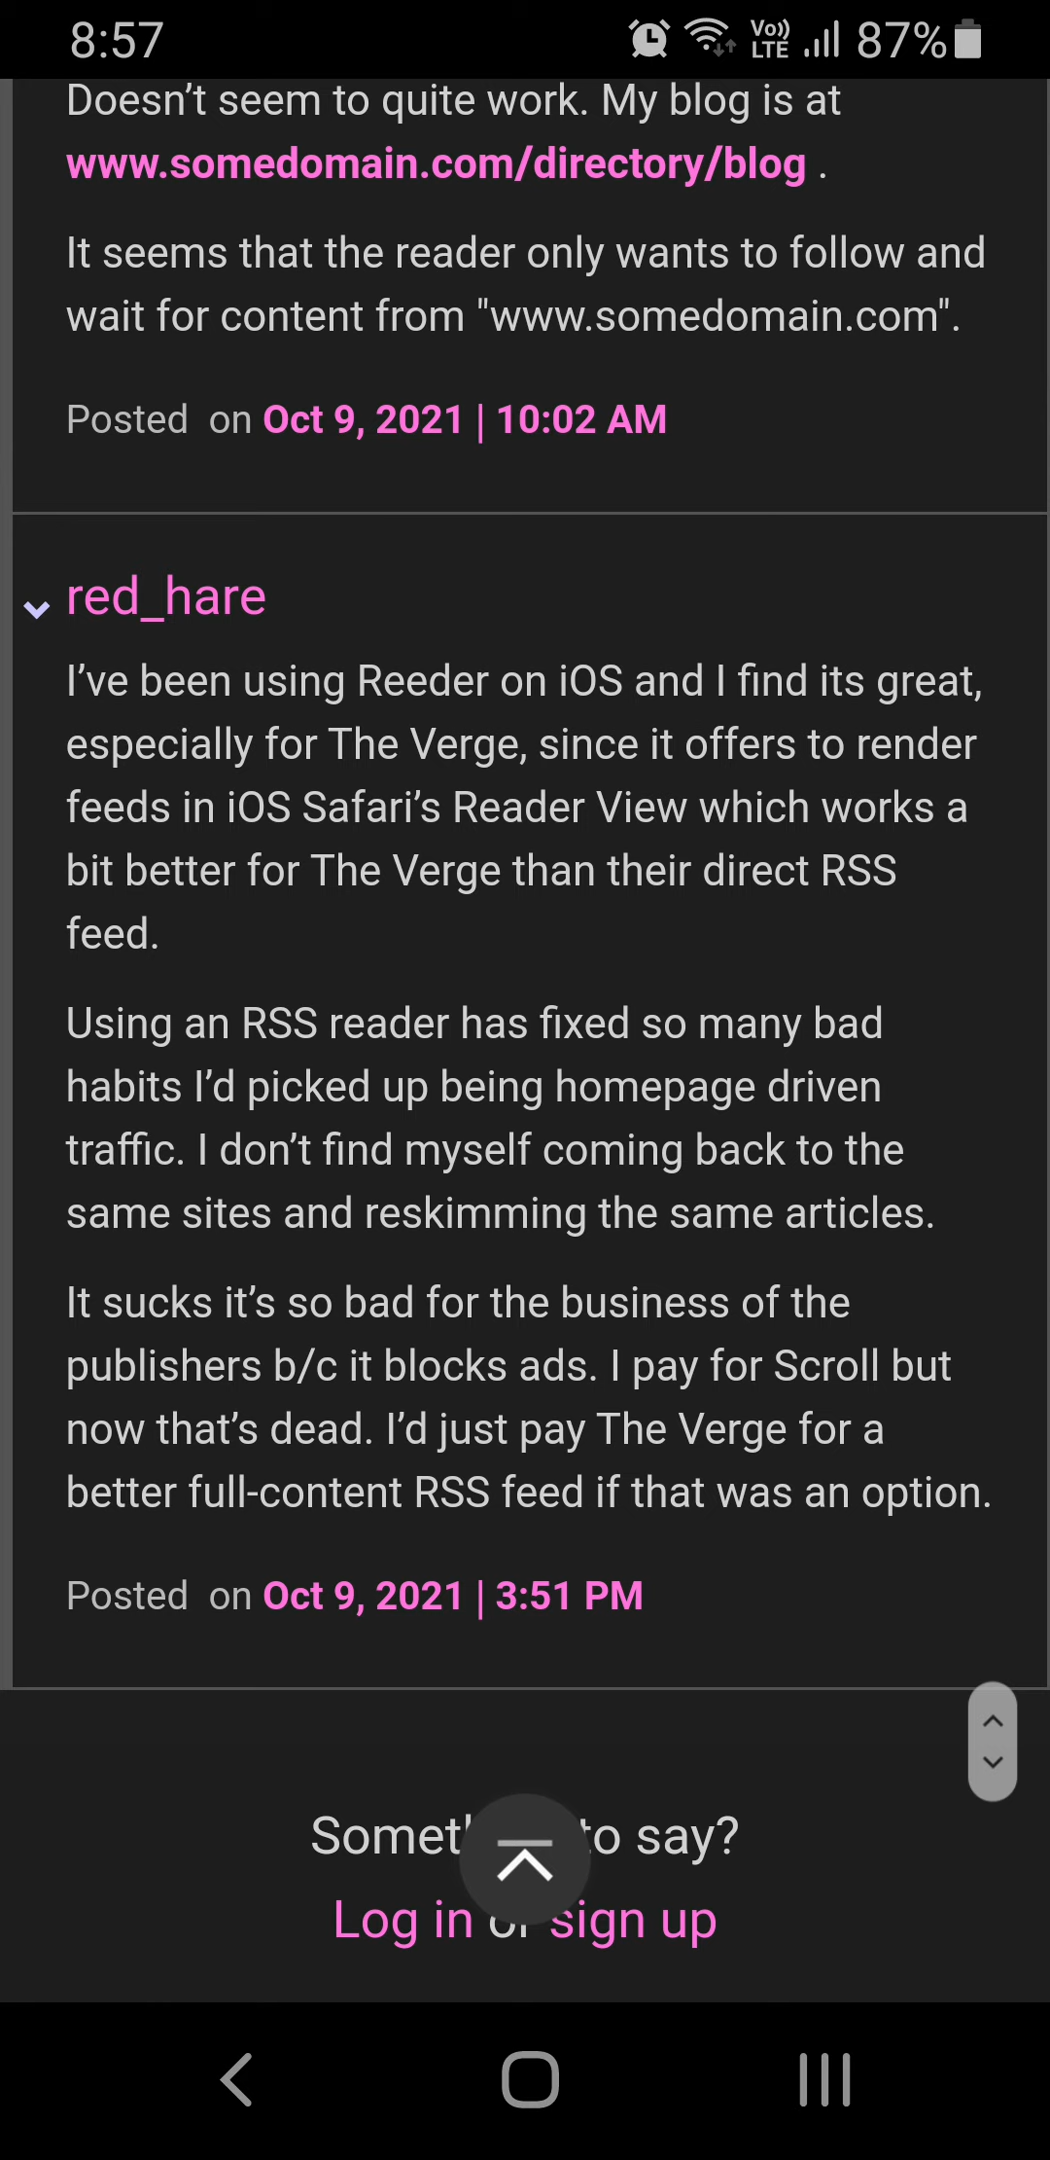 8:57
Vo)) LTE
87%
Doesn’t seem to quite work. My blog is at
www.somedomain.com/directory/blog .
It seems that the reader only wants to follow and
wait for content from "www.somedomain.com".
Posted on Oct 9, 2021 | 10:02 AM
red_hare
I’ve been using Reeder on iOS and I find its great,
especially for The Verge, since it offers to render
feeds in iOS Safari’s Reader View which works a
bit better for The Verge than their direct RSS
feed.
Using an RSS reader has fixed so many bad
habits I’d picked up being homepage driven
traffic. I don’t find myself coming back to the
same sites and reskimming the same articles.
It sucks it’s so bad for the business of the
publishers b/c it blocks ads. I pay for Scroll but
now that’s dead. I’d just pay The Verge for a
better full-content RSS feed if that was an option.
Posted on Oct 9, 2021 | 3:51 PM
to say?
Log in or sign up